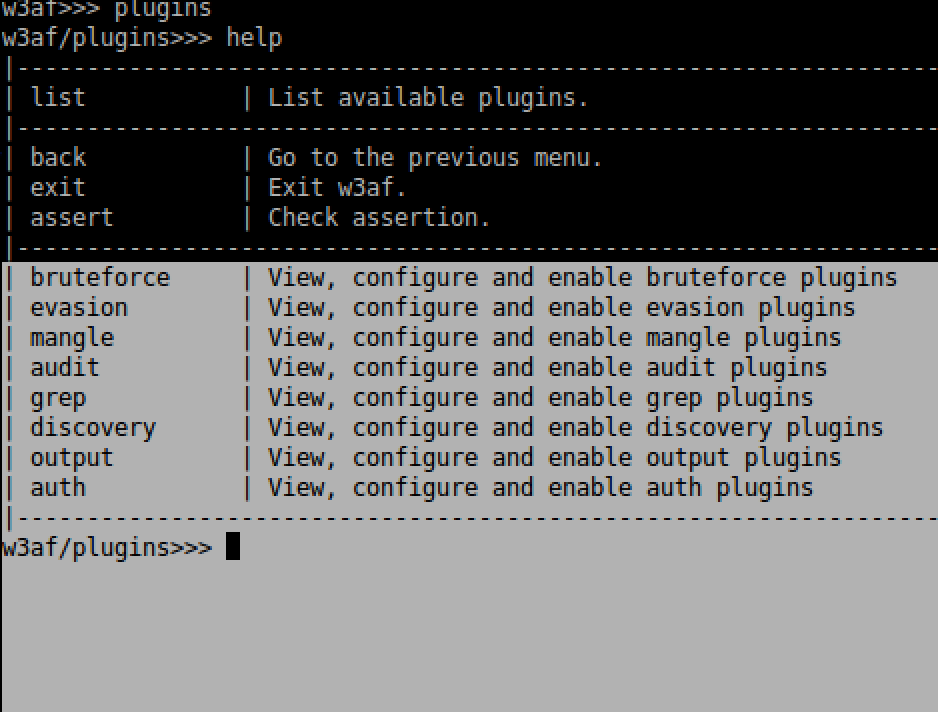 w3af>>> plugins
w3af/plugins>>> help
|------------------------------------------------------------------
| list | List available plugins.
|------------------------------------------------------------------
| back | Go to the previous menu.
| exit | Exit w3af.
| assert | Check assertion.
|------------------------------------------------------------------
| bruteforce | View, configure and enable bruteforce plugins
| evasion | View, configure and enable evasion plugins
| mangle | View, configure and enable mangle plugins
| audit | View, configure and enable audit plugins
| grep | View, configure and enable grep plugins
| discovery | View, configure and enable discovery plugins
| output | View, configure and enable output plugins
| auth | View, configure and enable auth plugins
|------------------------------------------------------------------
w3af/plugins>>>